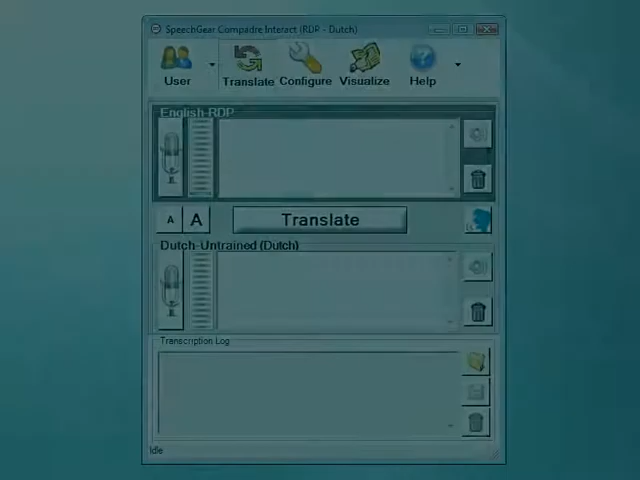 SpeechGear Compadre Interact (RDP - Dutch)
User
Translate
Configure
Visualize
Help
English-RDP
A
A
Translate
Dutch-Untrained (Dutch)
Transcription Log
Idle